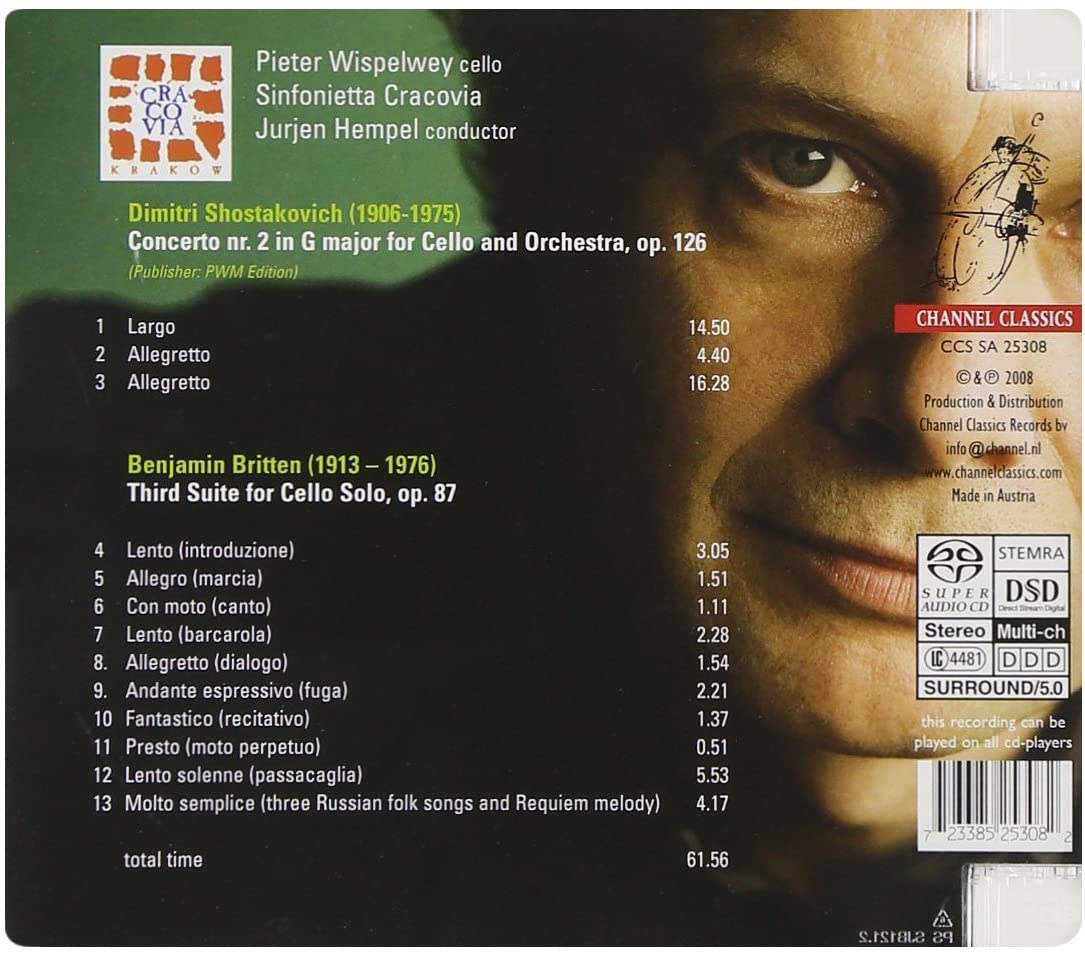 CRA
CO
VIA
KRAKOW
Pieter Wispelwey cello
Sinfonietta Cracovia
Jurjen Hempel conductor
Dimitri Shostakovich (1906-1975)
Concerto nr. 2 in G major for Cello and Orchestra, op. 126
(Publisher: PWM Edition)
1 Largo 14.50
2 Allegretto 4.40
3 Allegretto 16.28
Benjamin Britten (1913 – 1976)
Third Suite for Cello Solo, op. 87
4 Lento (introduzione) 3.05
5 Allegro (marcia) 1.51
6 Con moto (canto) 1.11
7 Lento (barcarola) 2.28
8. Allegretto (dialogo) 1.54
9. Andante espressivo (fuga) 2.21
10 Fantastico (recitativo) 1.37
11 Presto (moto perpetuo) 0.51
12 Lento solenne (passacaglia) 5.53
13 Molto semplice (three Russian folk songs and Requiem melody) 4.17
total time 61.56
CHANNEL CLASSICS
CCS SA 25308
©&℗ 2008
Production & Distribution
Channel Classics Records bv
info@channel.nl
www.channelclassics.com
Made in Austria
SUPER AUDIO CD
STEMRA
DSD
Direct Stream Digital
Stereo Multi-ch
LC 4481 DDD
SURROUND/5.0
this recording can be
played on all cd-players
7 23385 25308 2
PS SJB121.2